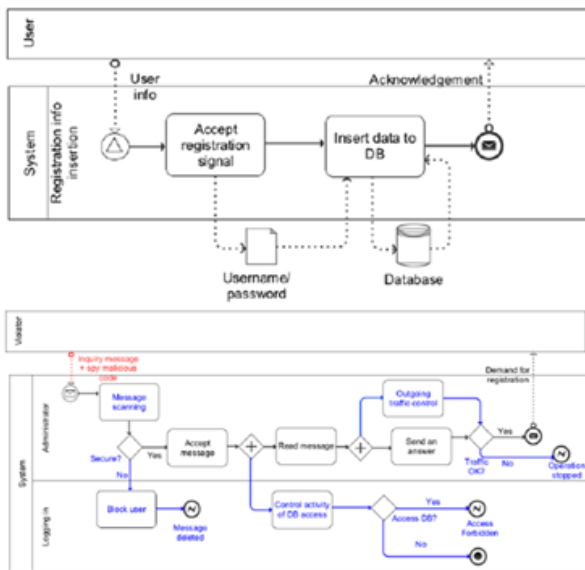 User
User
info
Acknowledgement
System
Registration info
insertion
Accept
registration
signal
Insert data to
DB
Username/
password
Database
Violator
Inquiry message
+ spy malicious
code
Demand for
registration
System
Administrator
Message
scanning
Outgoing
traffic control
Secure?
Yes
Accept
message
Read message
Send an
answer
Yes
No
Traffic
OK?
No
Operation
stopped
Logging in
Block user
Message
deleted
Control activity
of DB access
Access DB?
Yes
Access
Forbidden
No